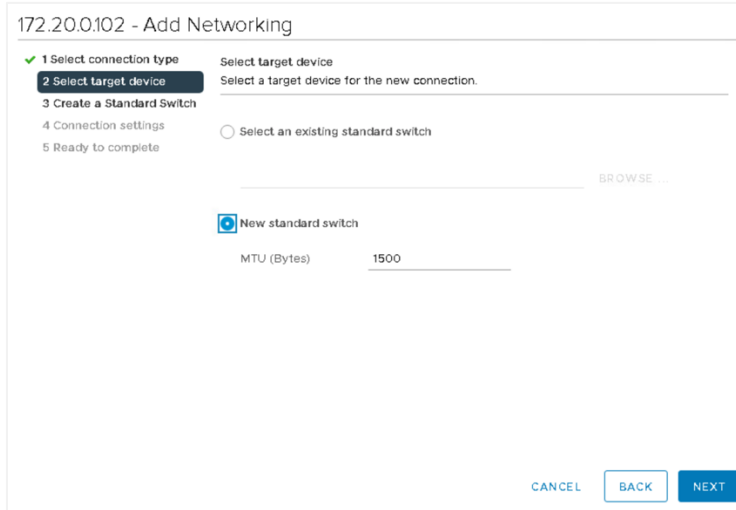 172.20.0.102 - Add Networking
1 Select connection type
2 Select target device
3 Create a Standard Switch
4 Connection settings
5 Ready to complete
Select target device
Select a target device for the new connection.
Select an existing standard switch
BROWSE ...
New standard switch
MTU (Bytes) 1500
CANCEL BACK NEXT